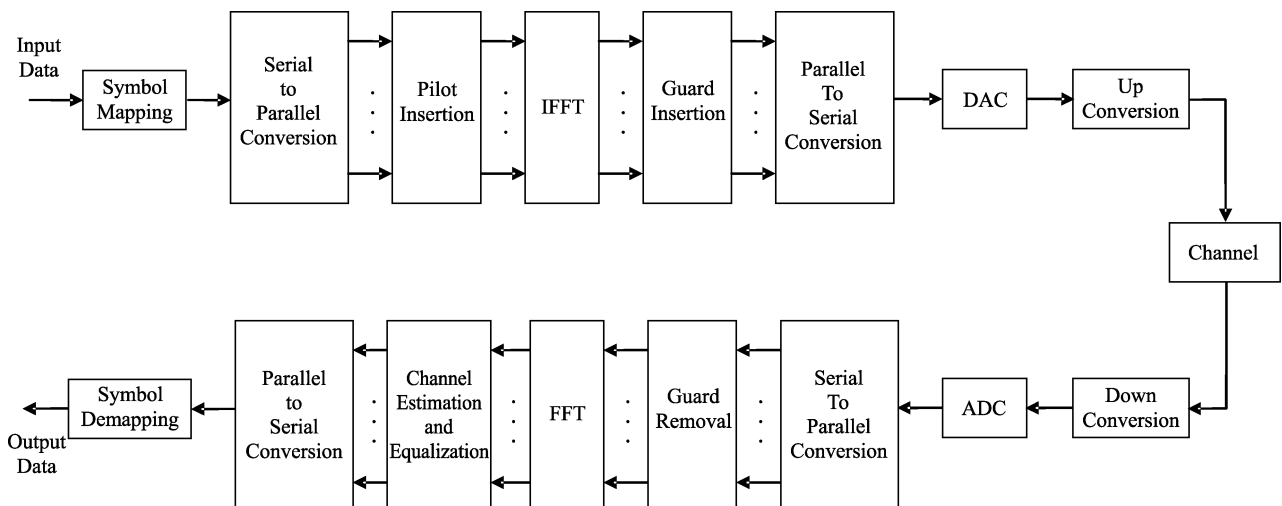 Input
Data
Symbol
Mapping
Serial
to
Parallel
Conversion
Pilot
Insertion
IFFT
Guard
Insertion
Parallel
To
Serial
Conversion
DAC
Up
Conversion
Channel
Down
Conversion
ADC
Serial
To
Parallel
Conversion
Guard
Removal
FFT
Channel
Estimation
and
Equalization
Parallel
to
Serial
Conversion
Symbol
Demapping
Output
Data